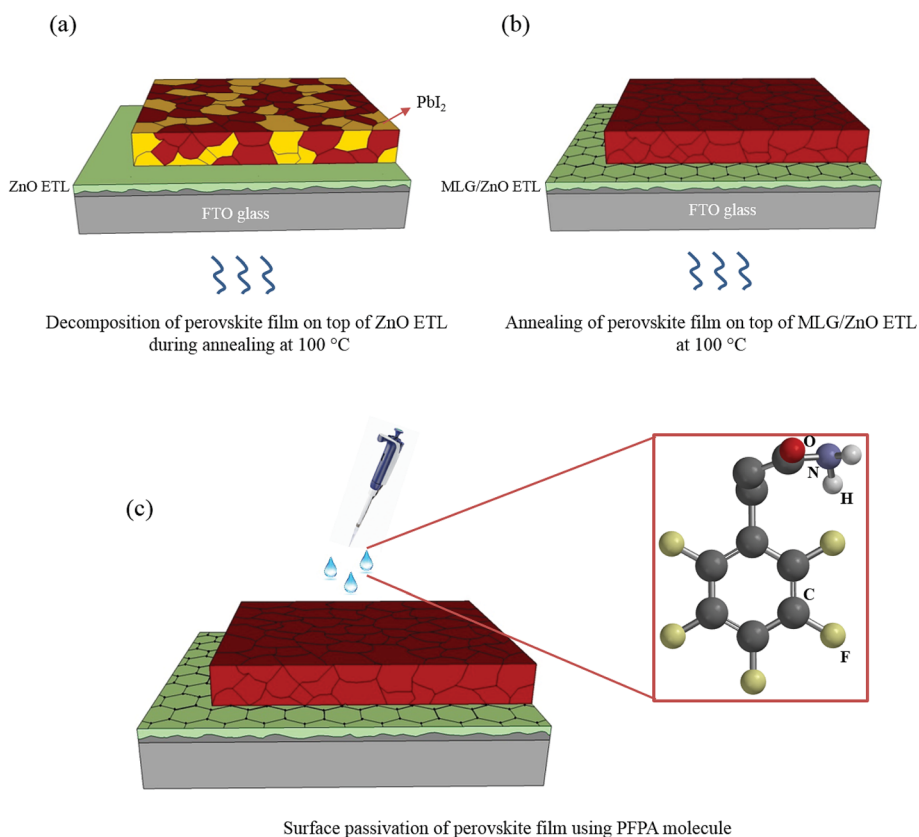 (a)
(b)
PbI₂
ZnO ETL
FTO glass
MLG/ZnO ETL
FTO glass
Decomposition of perovskite film on top of ZnO ETL
during annealing at 100 °C
Annealing of perovskite film on top of MLG/ZnO ETL
at 100 °C
(c)
O
N
H
C
F
Surface passivation of perovskite film using PFPA molecule